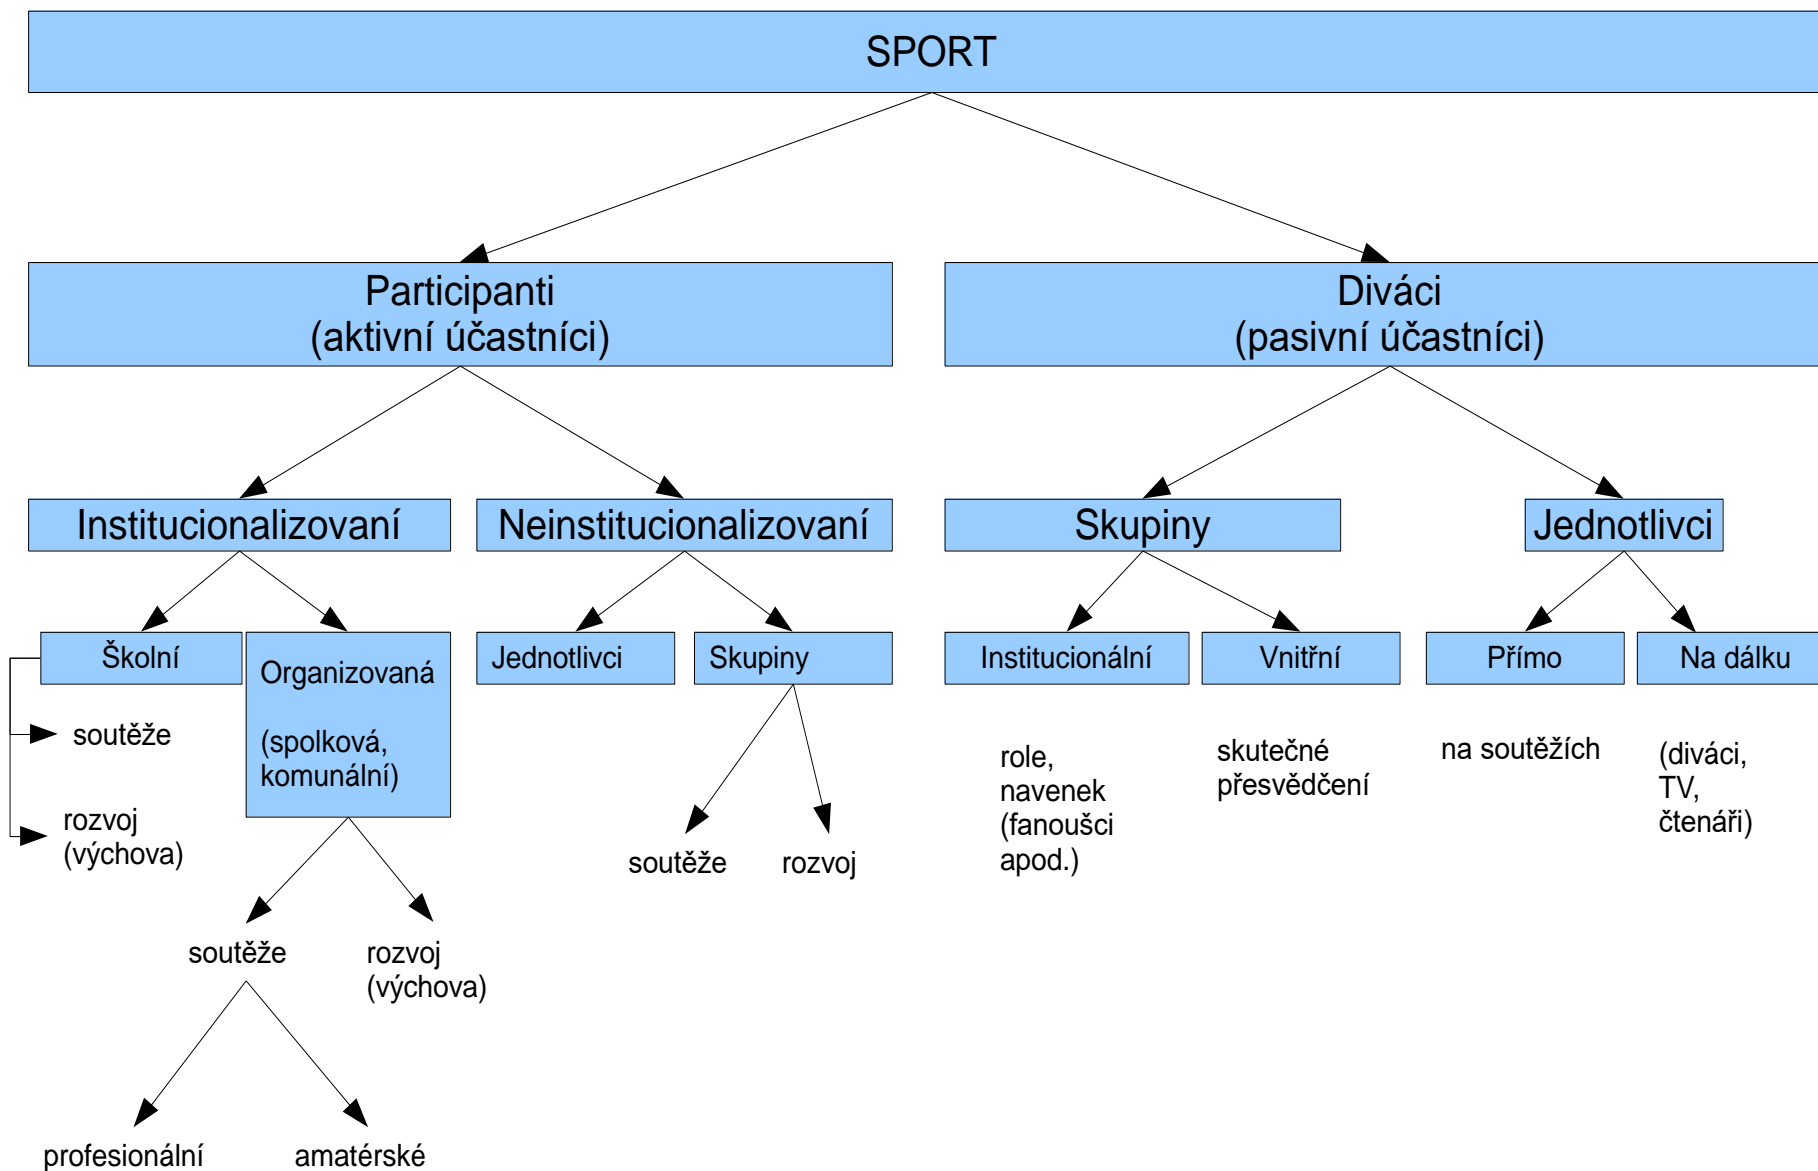 SPORT
Participanti
(aktivní účastníci)
Diváci
(pasivní účastníci)
Institucionalizovaní
Neinstitucionalizovaní
Skupiny
Jednotlivci
Školní
Organizovaná
(spolková,
komunální)
Jednotlivci
Skupiny
Institucionální
Vnitřní
Přímo
Na dálku
soutěže
rozvoj
(výchova)
soutěže
rozvoj
role,
navenek
(fanoušci
apod.)
skutečné
přesvědčení
na soutěžích
(diváci,
TV,
čtenáři)
soutěže
rozvoj
(výchova)
profesionální
amatérské